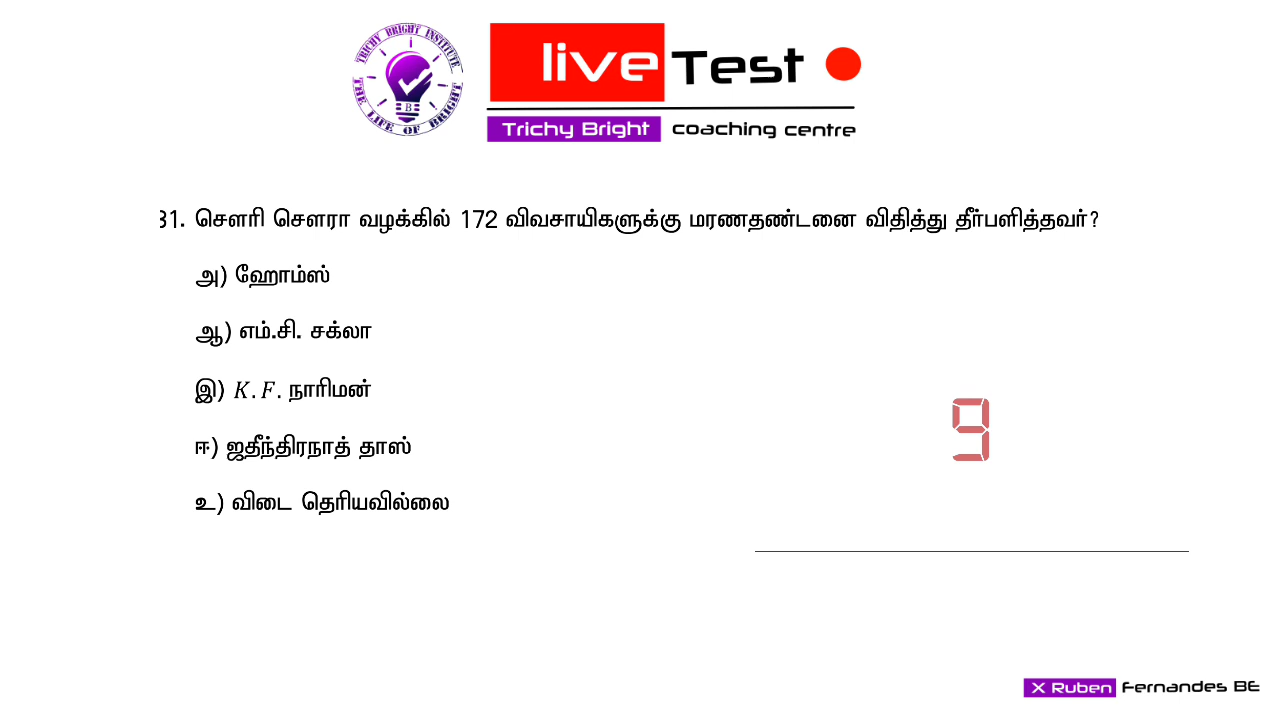 TRICHY BRIGHT INSTITUTE
THE LIFE OF BRIGHT
B
live Test
Trichy Bright coaching centre
31. சௌரி சௌரா வழக்கில் 172 விவசாயிகளுக்கு மரணதண்டனை விதித்து தீர்பளித்தவர்?
அ) ஹோம்ஸ்
ஆ) எம்.சி. சக்லா
இ) K.F. நாரிமன்
9
ஈ) ஜதீந்திரநாத் தாஸ்
உ) விடை தெரியவில்லை
X Ruben Fernandes BE